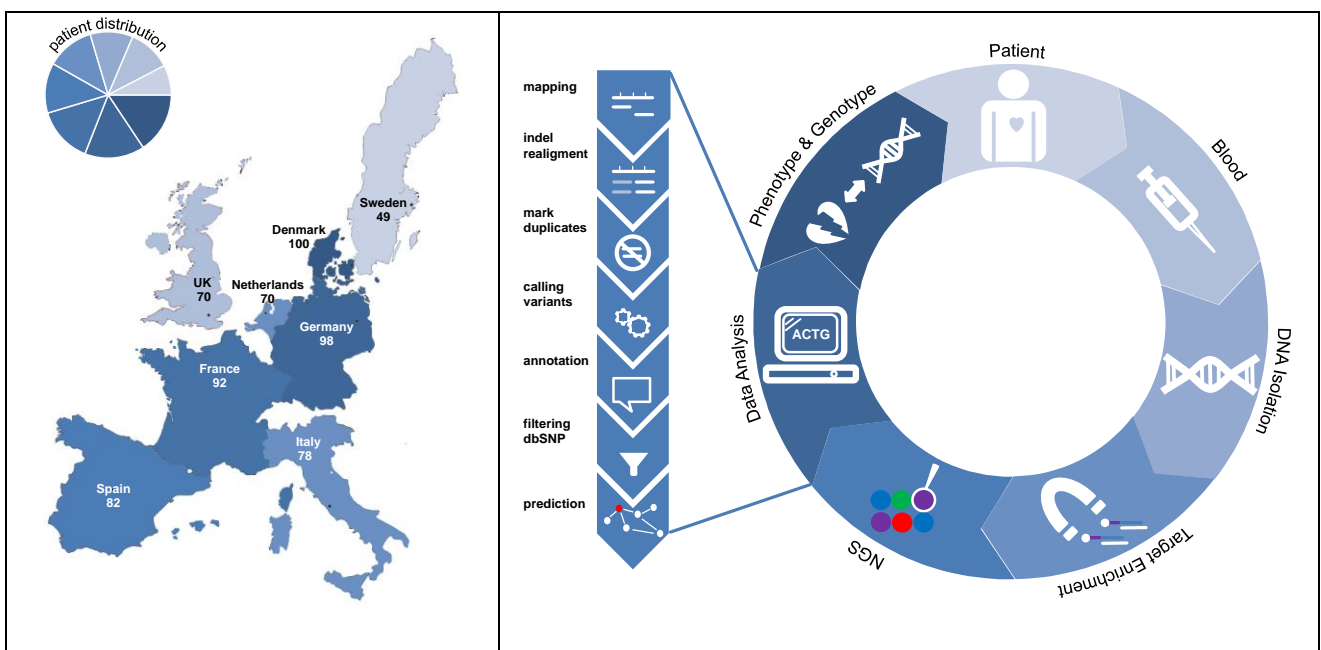 patient distribution
Sweden
49
Denmark
100
UK
70
Netherlands
70
Germany
98
France
92
Italy
78
Spain
82
mapping
indel
realigment
mark
duplicates
calling
variants
annotation
filtering
dbSNP
prediction
Patient
Blood
DNA Isolation
Target Enrichment
NGS
Data Analysis
ACTG
Phenotype & Genotype